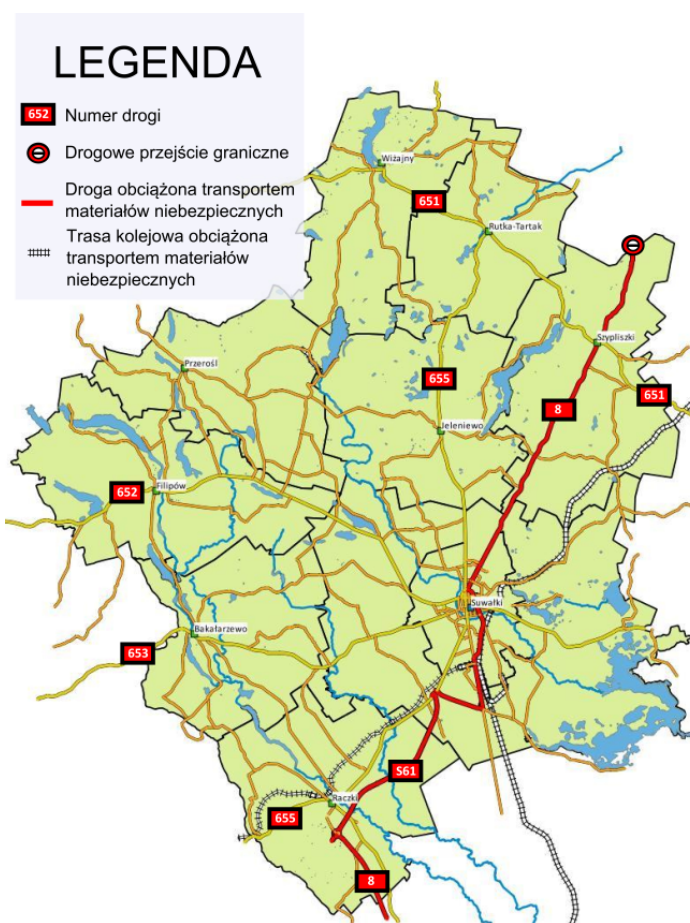 LEGENDA
652 Numer drogi
Drogowe przejście graniczne
Droga obciążona transportem
materiałów niebezpiecznych
Trasa kolejowa obciążona
transportem materiałów
niebezpiecznych
Wiżajny
651
Rutka-Tartak
Szypliszki
Przerośl
655
651
8
Jeleniewo
652
Filipów
Suwałki
Bakałarzewo
653
S61
Raczki
655
8